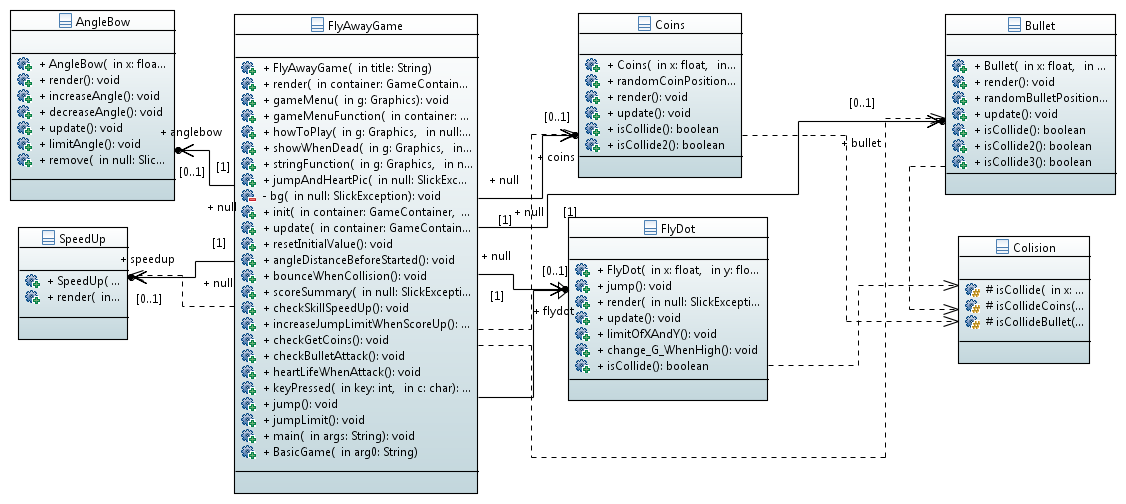 AngleBow
+ AngleBow( in x: floa...
+ render(): void
+ increaseAngle(): void
+ decreaseAngle(): void
+ update(): void
+ limitAngle(): void
+ remove( in null: Slic...
+ anglebow
[0..1]
[1]
+ null
SpeedUp
+ SpeedUp( ...
+ render( in...
+ speedup
[0..1]
[1]
+ null
FlyAwayGame
+ FlyAwayGame( in title: String)
+ render( in container: GameContain...
+ gameMenu( in g: Graphics): void
+ gameMenuFunction( in container: ...
+ howToPlay( in g: Graphics, in null:...
+ showWhenDead( in g: Graphics, in...
+ stringFunction( in g: Graphics, in n...
+ jumpAndHeartPic( in null: SlickExc...
- bg( in null: SlickException): void
+ init( in container: GameContainer, ...
+ update( in container: GameContain...
+ resetInitialValue(): void
+ angleDistanceBeforeStarted(): void
+ bounceWhenCollision(): void
+ scoreSummary( in null: SlickExcepti...
+ checkSkillSpeedUp(): void
+ increaseJumpLimitWhenScoreUp(): ...
+ checkGetCoins(): void
+ checkBulletAttack(): void
+ heartLifeWhenAttack(): void
+ keyPressed( in key: int, in c: char): ...
+ jump(): void
+ jumpLimit(): void
+ main( in args: String): void
+ BasicGame( in arg0: String)
Coins
+ Coins( in x: float, in...
+ randomCoinPosition...
+ render(): void
+ update(): void
+ isCollide(): boolean
+ isCollide2(): boolean
[0..1]
+ coins
+ null
[1]
+ null
[1]
+ null
[1]
FlyDot
+ FlyDot( in x: float, in y: flo...
+ jump(): void
+ render( in null: SlickExcepti...
+ update(): void
+ limitOfXAndY(): void
+ change_G_WhenHigh(): void
+ isCollide(): boolean
[0..1]
+ flydot
Bullet
+ Bullet( in x: float, in ...
+ render(): void
+ randomBulletPosition...
+ update(): void
+ isCollide(): boolean
+ isCollide2(): boolean
+ isCollide3(): boolean
[0..1]
+ bullet
Colision
# isCollide( in x: ...
# isCollideCoins(...
# isCollideBullet(...